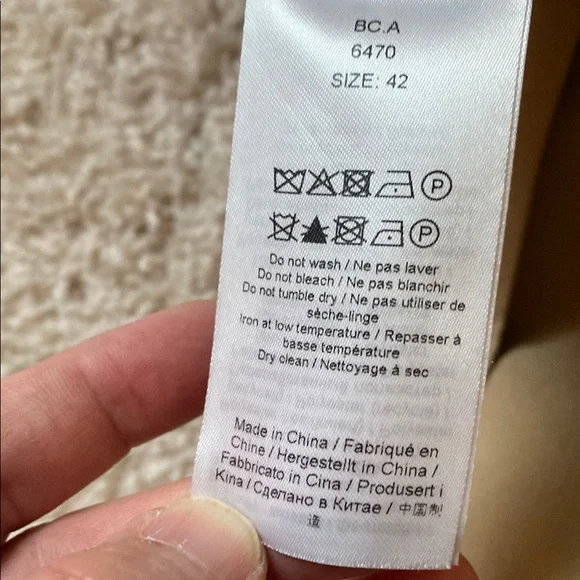 BC.A
6470
SIZE: 42
P
P
Do not wash / Ne pas laver
Do not bleach / Ne pas blanchir
Do not tumble dry / Ne pas utiliser de
sèche-linge
Iron at low temperature / Repasser à
basse température
Dry clean / Nettoyage à sec
Made in China / Fabriqué en
Chine / Hergestellt in China /
Fabbricato in Cina / Produsert i
Kina / Сделано в Китае / 中国制
造